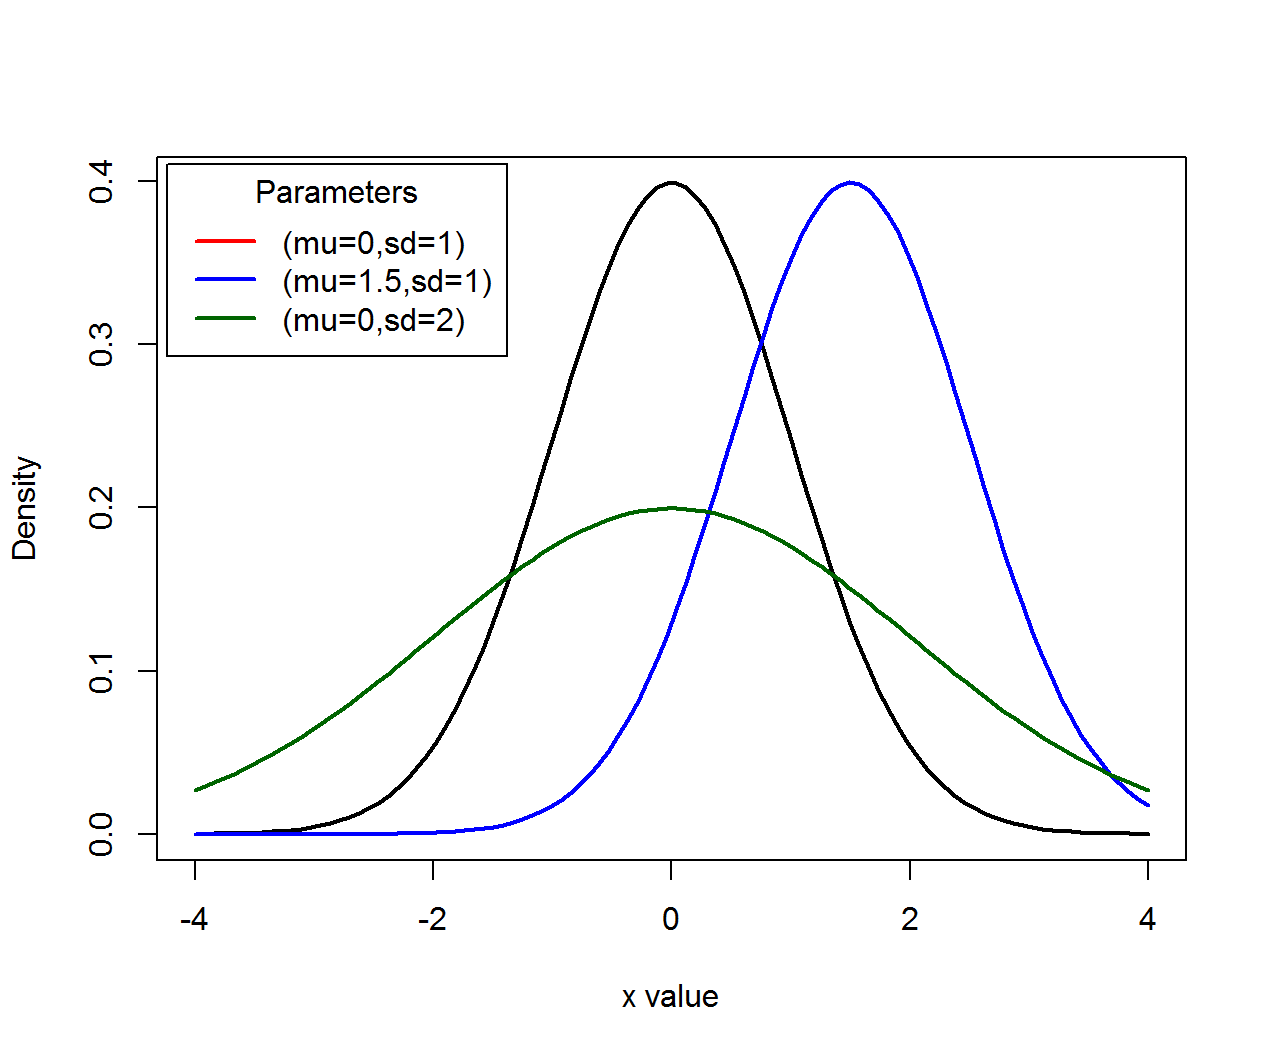 Parameters
(mu=0,sd=1)
(mu=1.5,sd=1)
(mu=0,sd=2)
0.4
0.3
0.2
0.1
0.0
Density
-4 -2 0 2 4
x value